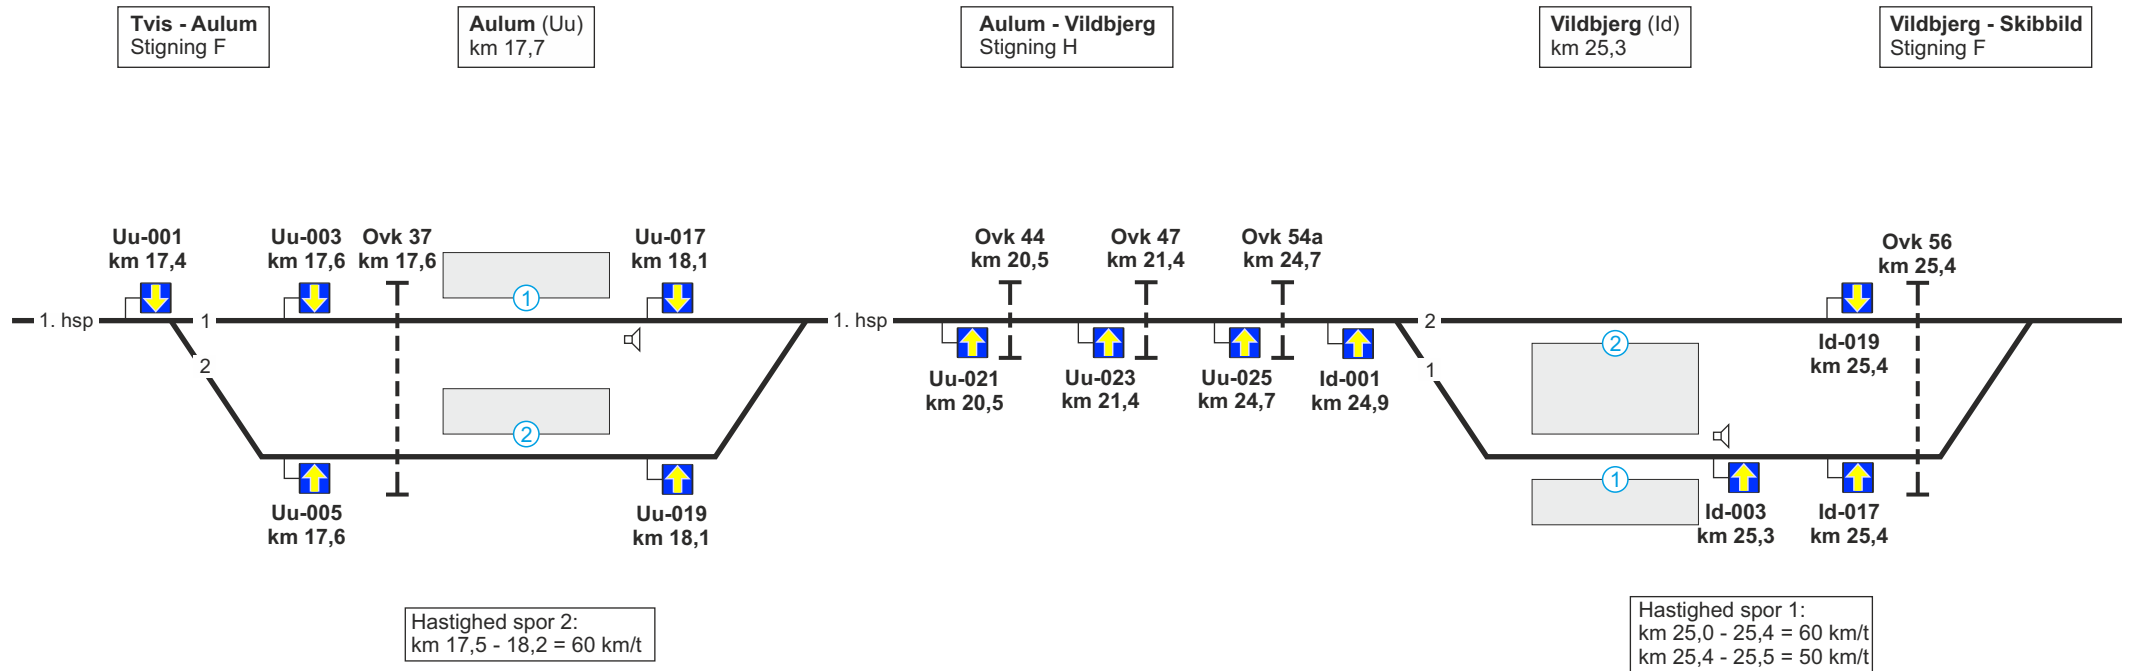 Tvis - Aulum
Stigning F
Aulum (Uu)
km 17,7
Aulum - Vildbjerg
Stigning H
Vildbjerg (Id)
km 25,3
Vildbjerg - Skibbild
Stigning F
Uu-001
km 17,4
Uu-003
km 17,6
Ovk 37
km 17,6
Uu-017
km 18,1
Ovk 44
km 20,5
Ovk 47
km 21,4
Ovk 54a
km 24,7
Ovk 56
km 25,4
1. hsp
1
2
1
1. hsp
2
1
2
Id-019
km 25,4
Uu-021
km 20,5
Uu-023
km 21,4
Uu-025
km 24,7
Id-001
km 24,9
2
1
Uu-005
km 17,6
Uu-019
km 18,1
Id-003
km 25,3
Id-017
km 25,4
Hastighed spor 2:
km 17,5 - 18,2 = 60 km/t
Hastighed spor 1:
km 25,0 - 25,4 = 60 km/t
km 25,4 - 25,5 = 50 km/t